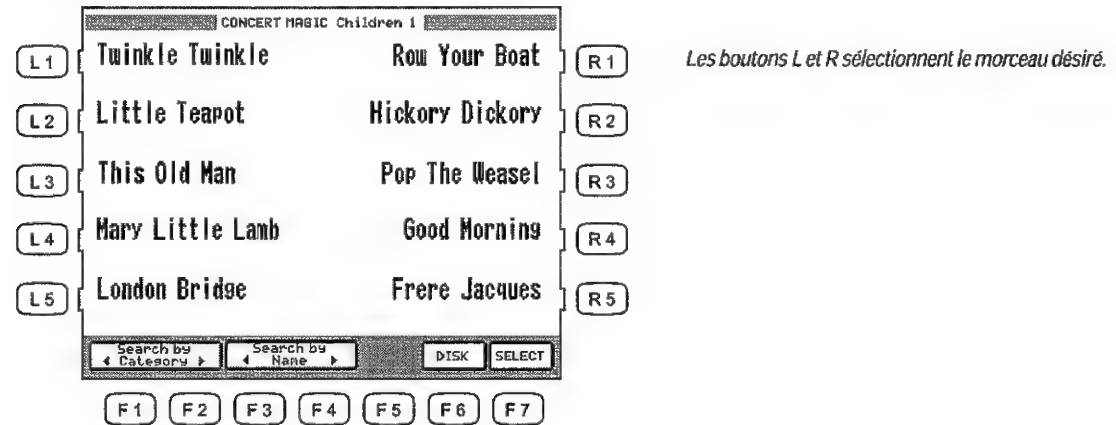 CONCERT MAGIC Children 1
L1 Twinkle Twinkle Row Your Boat R1 Les boutons L et R sélectionnent le morceau désiré.
L2 Little Teapot Hickory Dickory R2
L3 This Old Man Pop The Weasel R3
L4 Mary Little Lamb Good Morning R4
L5 London Bridge Frere Jacques R5
Search by Search by DISK SELECT
◄ Category ► ◄ Name ►
F1 F2 F3 F4 F5 F6 F7